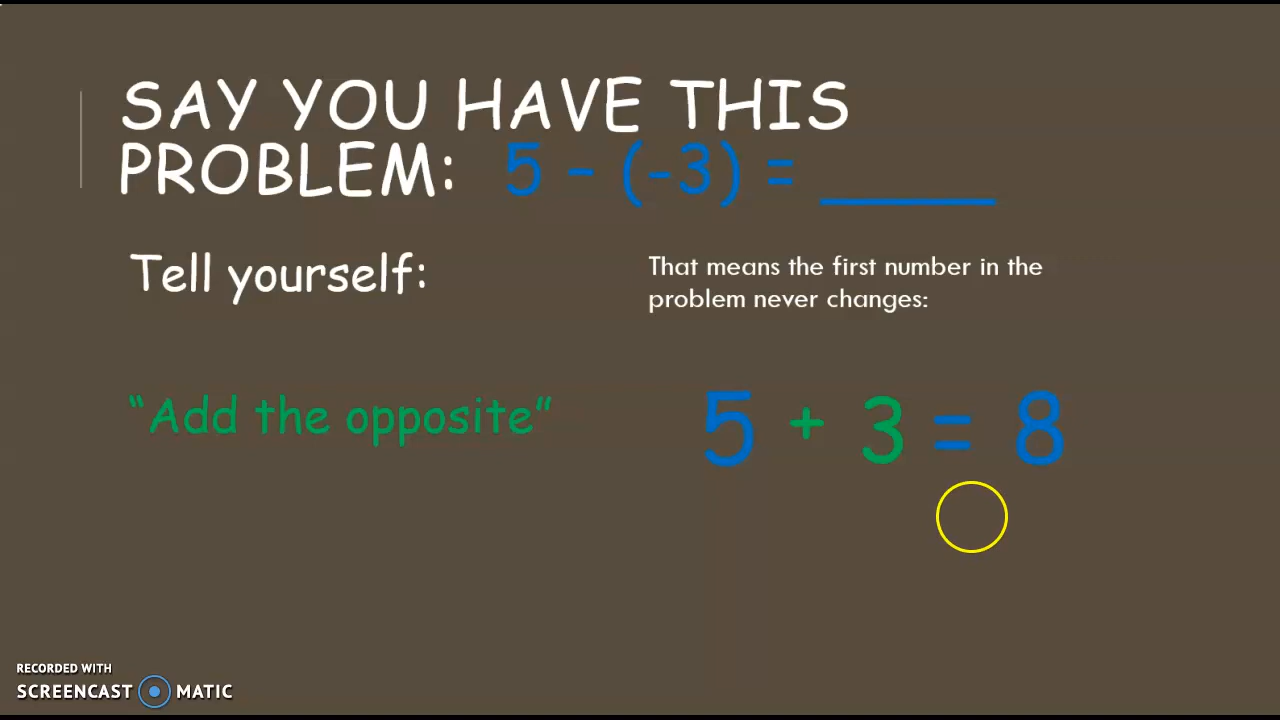 SAY YOU HAVE THIS
PROBLEM: 5 – (-3) = _____
Tell yourself:
"Add the opposite"
That means the first number in the
problem never changes:
5 + 3 = 8
RECORDED WITH
SCREENCAST MATIC